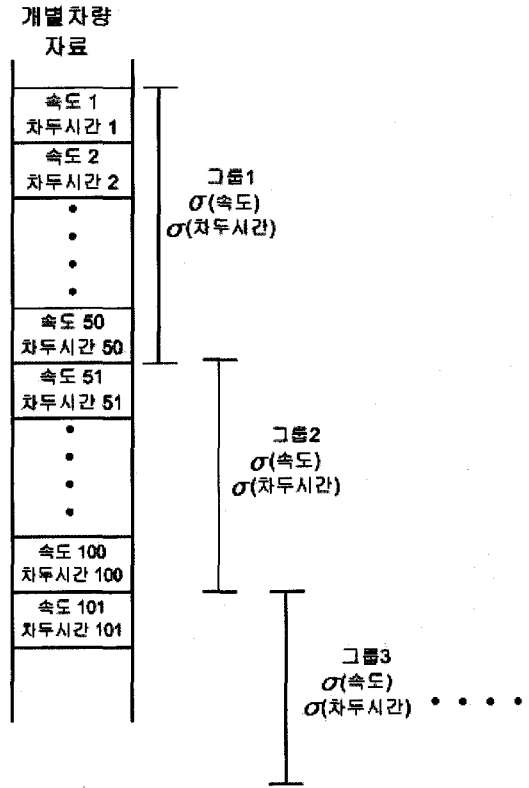 개별차량
자료
속도 1
차두시간 1
속도 2
차두시간 2
그룹1
σ(속도)
σ(차두시간)
속도 50
차두시간 50
속도 51
차두시간 51
그룹2
σ(속도)
σ(차두시간)
속도 100
차두시간 100
속도 101
차두시간 101
그룹3
σ(속도)
σ(차두시간)